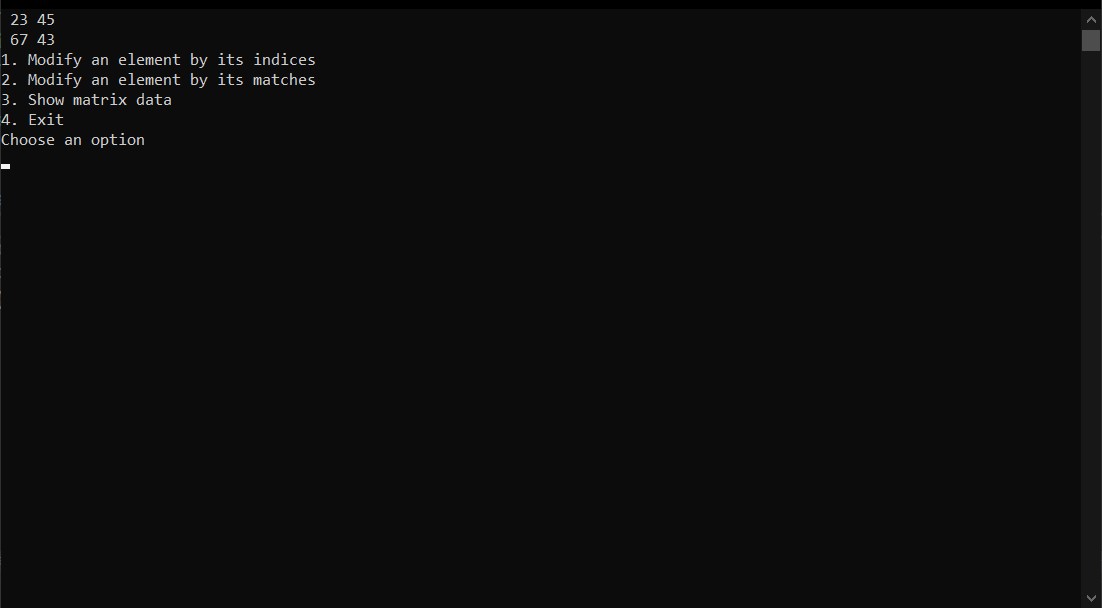 23 45
67 43
1. Modify an element by its indices
2. Modify an element by its matches
3. Show matrix data
4. Exit
Choose an option